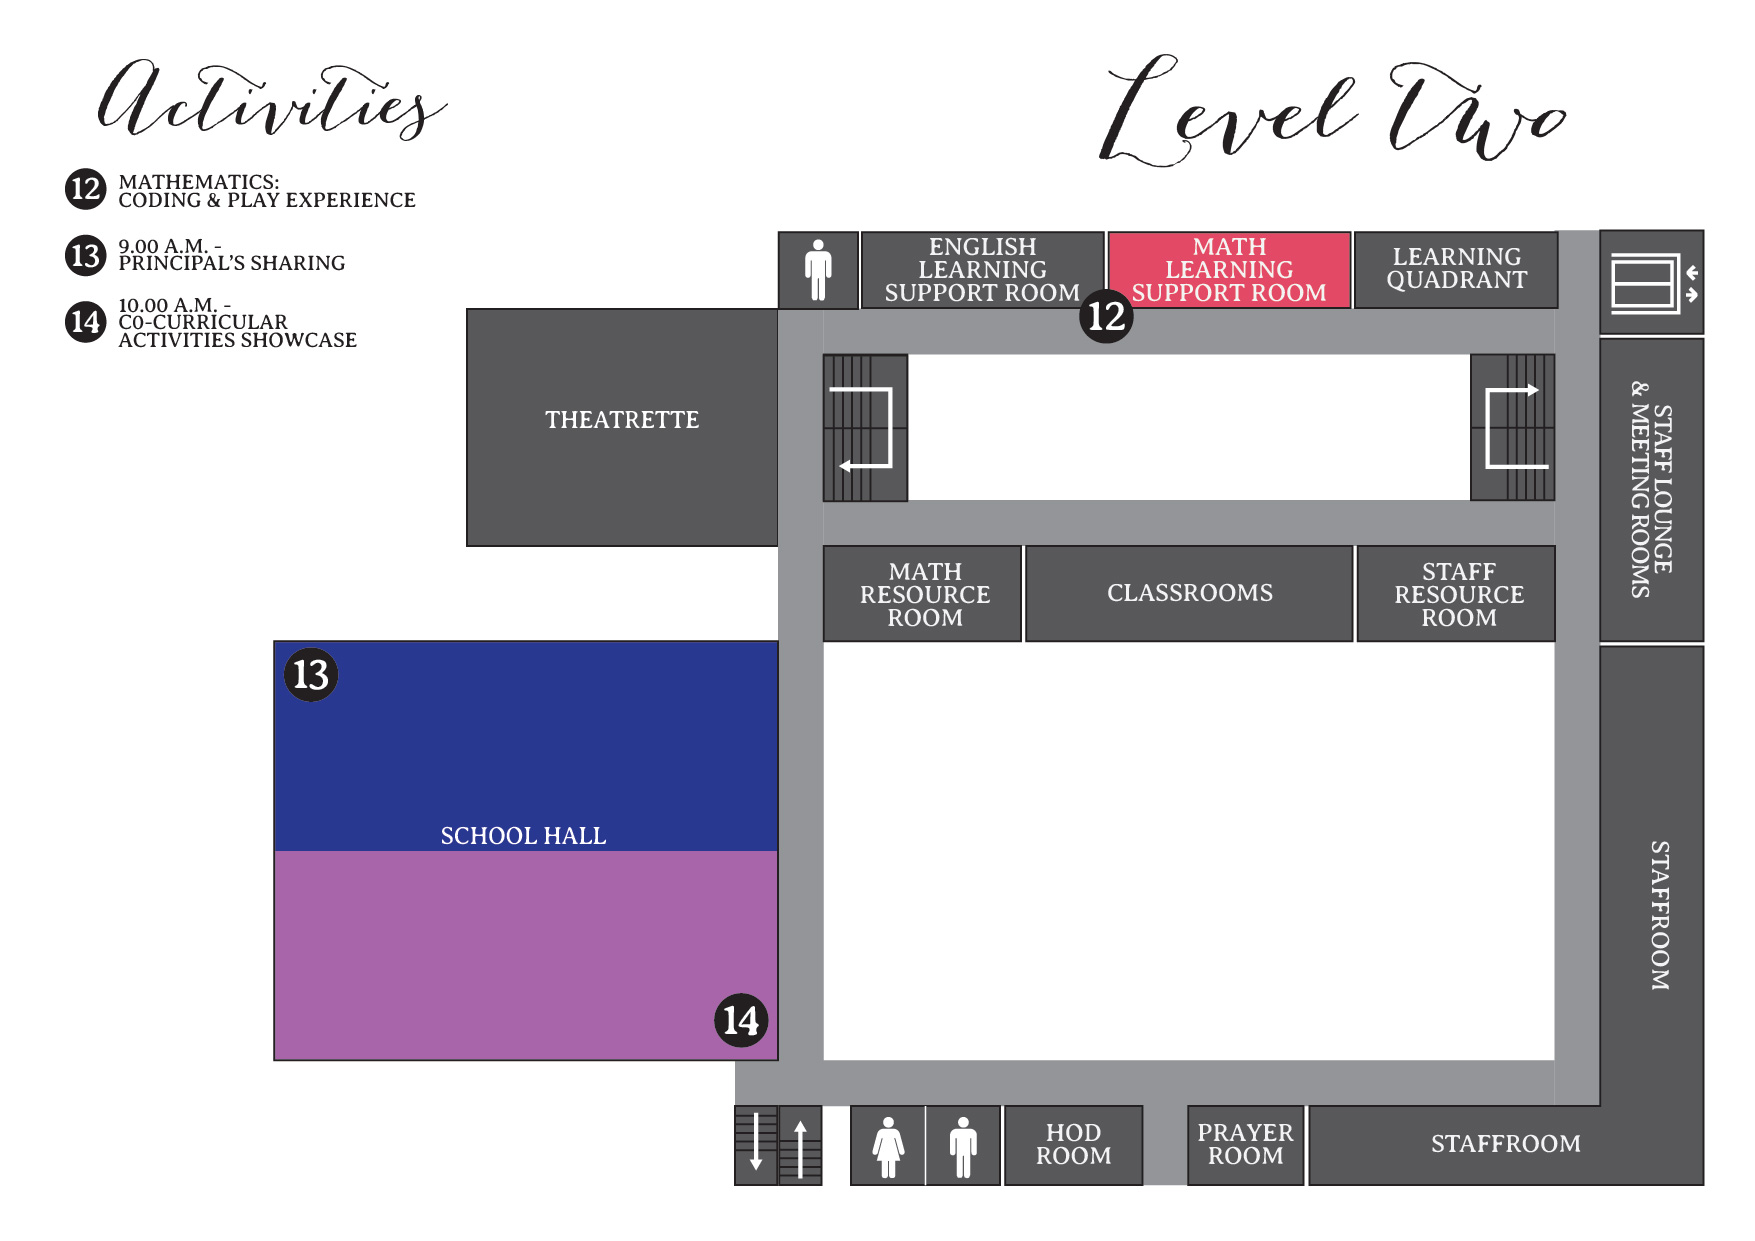 Activities
Level Two
12 MATHEMATICS:
CODING & PLAY EXPERIENCE
13 9.00 A.M. -
PRINCIPAL'S SHARING
14 10.00 A.M. -
C0-CURRICULAR
ACTIVITIES SHOWCASE
ENGLISH
LEARNING
SUPPORT ROOM
MATH
LEARNING
SUPPORT ROOM
LEARNING
QUADRANT
12
THEATRETTE
STAFF LOUNGE
& MEETING ROOMS
MATH
RESOURCE
ROOM
CLASSROOMS
STAFF
RESOURCE
ROOM
13
SCHOOL HALL
14
STAFFROOM
HOD
ROOM
PRAYER
ROOM
STAFFROOM